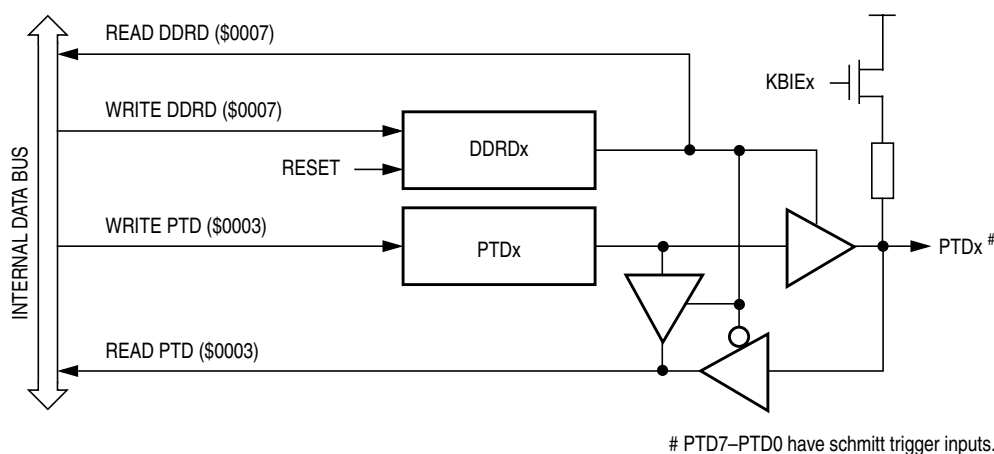 READ DDRD ($0007)
KBIEx
WRITE DDRD ($0007)
DDRDx
RESET
INTERNAL DATA BUS
WRITE PTD ($0003)
PTDx
PTDx #
READ PTD ($0003)
# PTD7–PTD0 have schmitt trigger inputs.